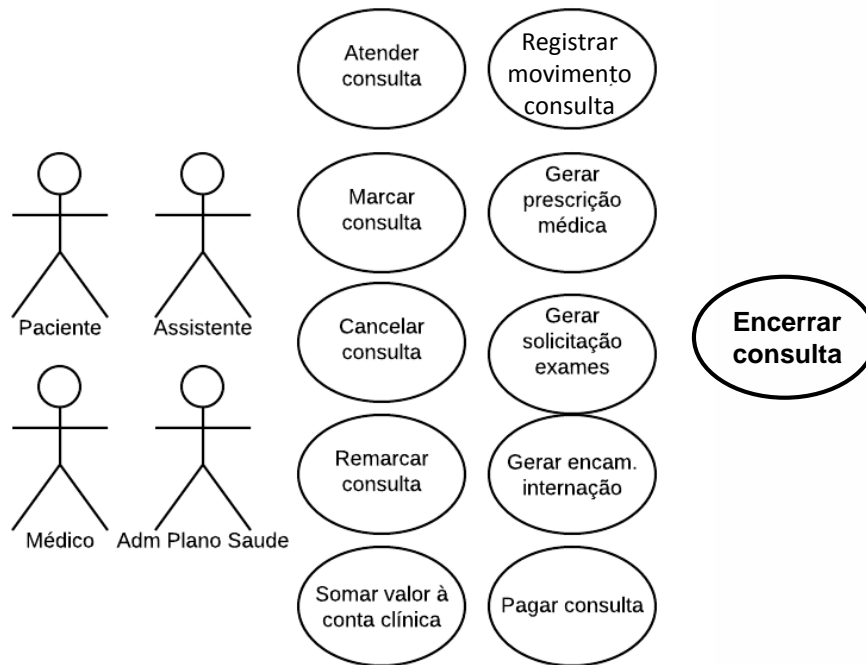 Atender
consulta
Registrar
movimento
consulta
Marcar
consulta
Gerar
prescrição
médica
Paciente
Assistente
Cancelar
consulta
Gerar
solicitação
exames
Encerrar
consulta
Médico
Adm Plano Saude
Remarcar
consulta
Gerar encam.
internação
Somar valor à
conta clínica
Pagar consulta